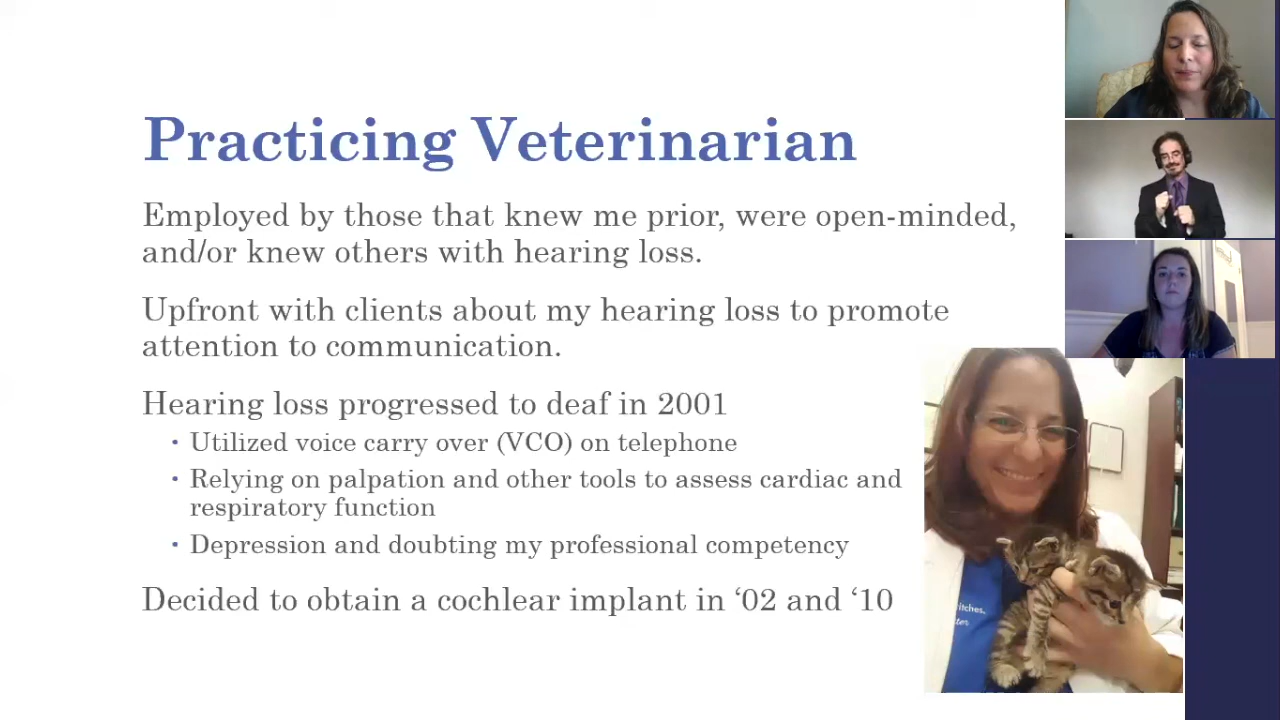 Practicing Veterinarian
Employed by those that knew me prior, were open-minded,
and/or knew others with hearing loss.
Upfront with clients about my hearing loss to promote
attention to communication.
Hearing loss progressed to deaf in 2001
• Utilized voice carry over (VCO) on telephone
• Relying on palpation and other tools to assess cardiac and
respiratory function
• Depression and doubting my professional competency
Decided to obtain a cochlear implant in ‘02 and ‘10